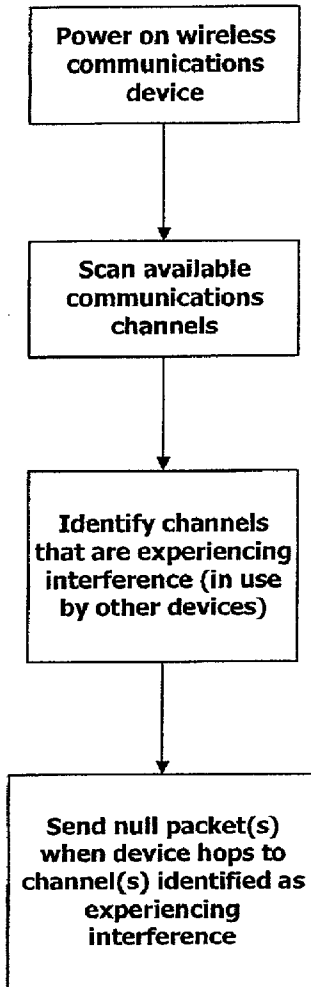 Power on wireless
communications
device
Scan available
communications
channels
Identify channels
that are experiencing
interference (in use
by other devices)
Send null packet(s)
when device hops to
channel(s) identified as
experiencing
interference